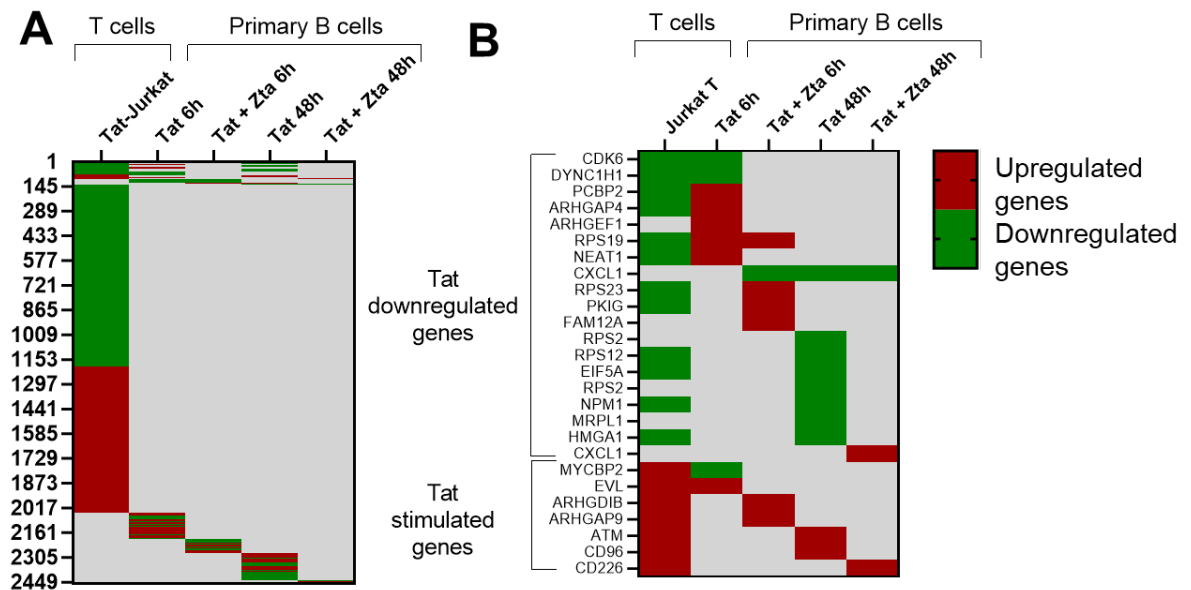 A
T cells
Primary B cells
Tat-Jurkat
Tat 6h
Tat + Zta 6h
Tat 48h
Tat + Zta 48h
1
145
289
433
577
721
865
1009
1153
1297
1441
1585
1729
1873
2017
2161
2305
2449
Tat
downregulated
genes
Tat
stimulated
genes
B
T cells
Primary B cells
Jurkat T
Tat 6h
Tat + Zta 6h
Tat 48h
Tat + Zta 48h
CDK6
DYNC1H1
PCBP2
ARHGAP4
ARHGEF1
RPS19
NEAT1
CXCL1
RPS23
PKIG
FAM12A
RPS2
RPS12
EIF5A
RPS2
NPM1
MRPL1
HMGA1
CXCL1
MYCBP2
EVL
ARHGDIB
ARHGAP9
ATM
CD96
CD226
Upregulated
genes
Downregulated
genes